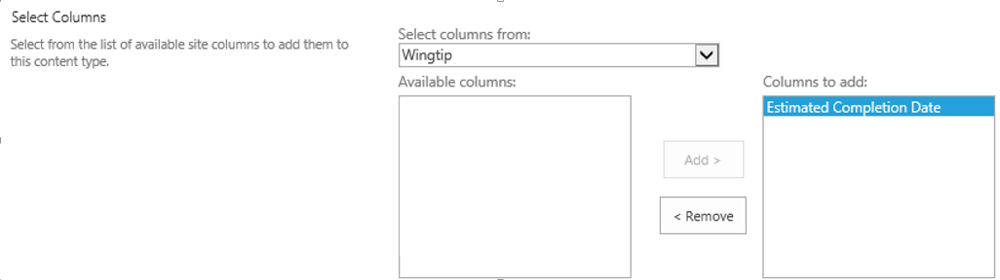 Select Columns
Select from the list of available site columns to add them to
this content type.
Select columns from:
Wingtip
Available columns:
Columns to add:
Estimated Completion Date
Add >
< Remove